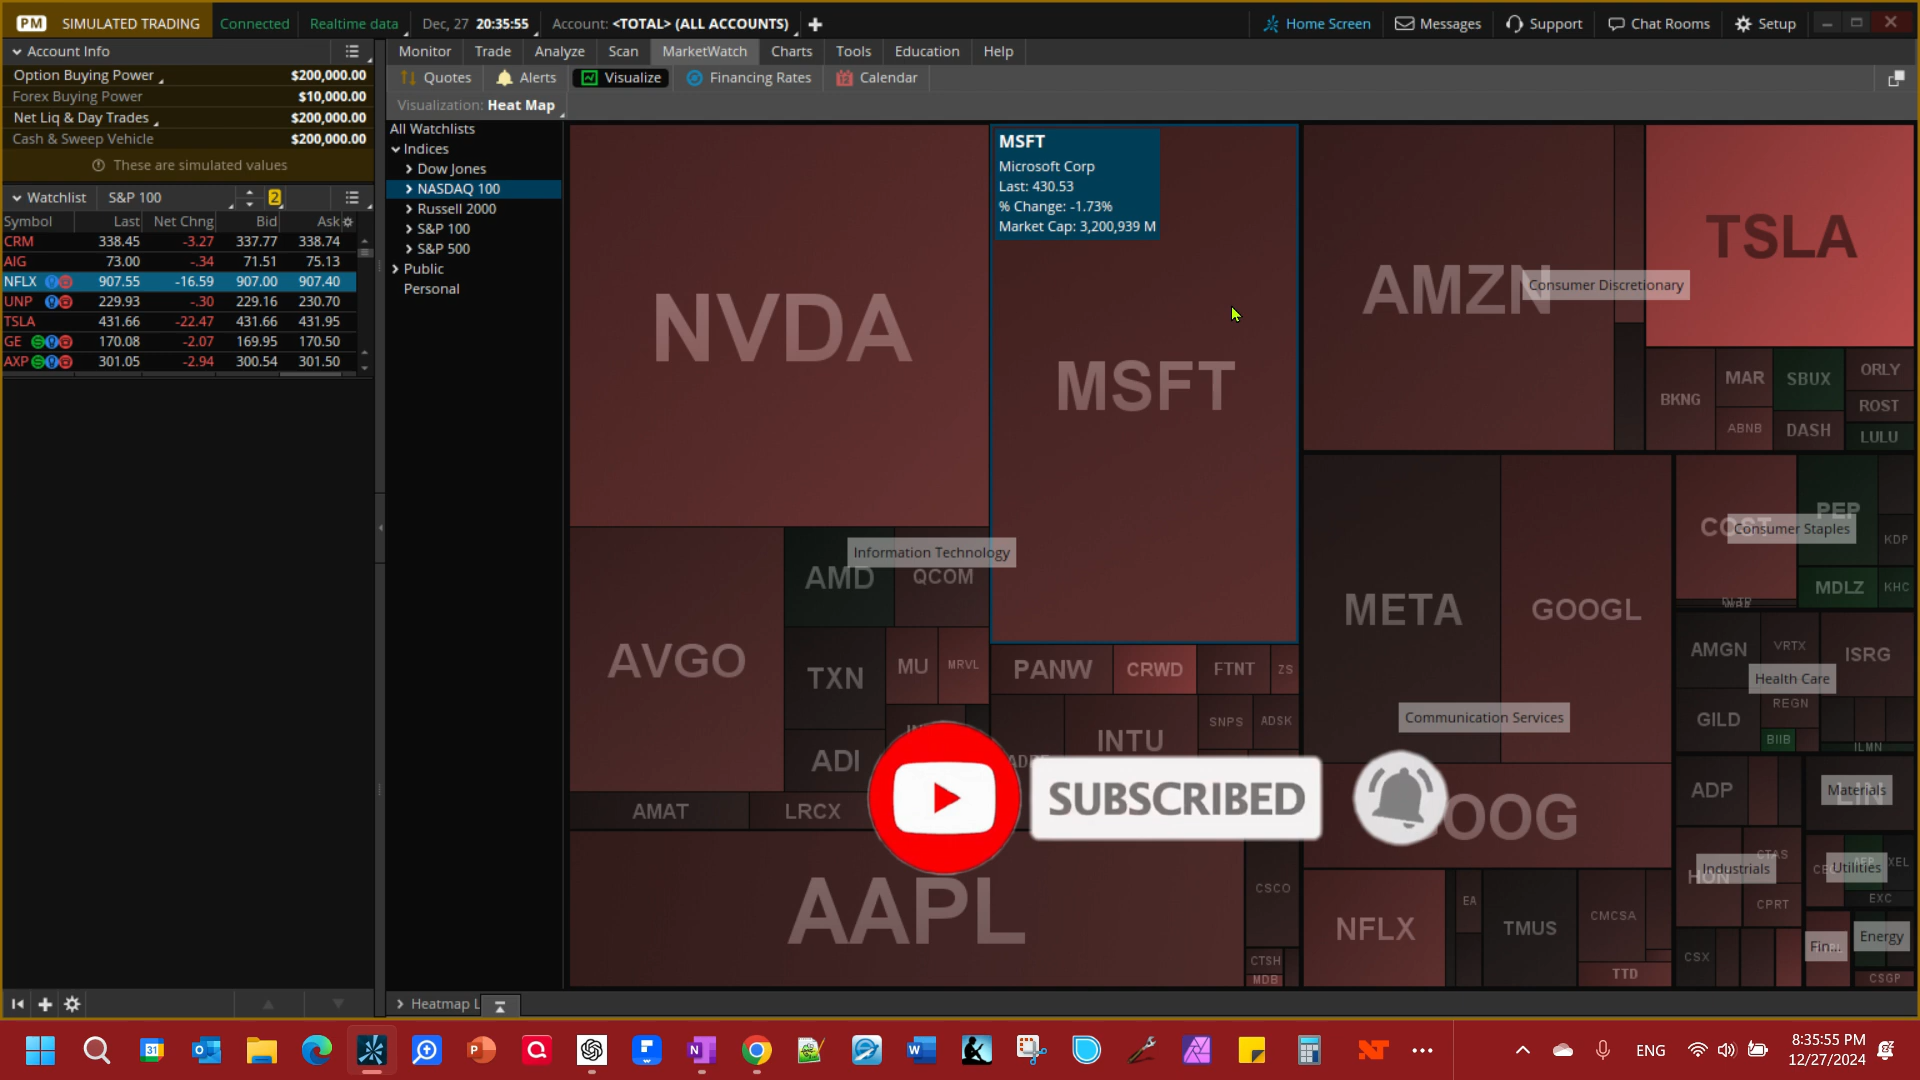 PM SIMULATED TRADING Connected Realtime data Dec, 27 20:35:55 Account: <TOTAL> (ALL ACCOUNTS)
Home Screen Messages Support Chat Rooms Setup
Account Info
Option Buying Power $200,000.00
Forex Buying Power $10,000.00
Net Liq & Day Trades $200,000.00
Cash & Sweep Vehicle $200,000.00
These are simulated values
Watchlist S&P 100 2
Symbol Last Net Chng Bid Ask
CRM 338.45 -3.27 337.77 338.74
AIG 73.00 -.34 71.51 75.13
NFLX 907.55 -16.59 907.00 907.40
UNP 229.93 -.30 229.16 230.70
TSLA 431.66 -22.47 431.66 431.95
GE 170.08 -2.07 169.95 170.50
AXP 301.05 -2.94 300.54 301.50
Monitor Trade Analyze Scan MarketWatch Charts Tools Education Help
Quotes Alerts Visualize Financing Rates Calendar
Visualization: Heat Map
All Watchlists
Indices
Dow Jones
NASDAQ 100
Russell 2000
S&P 100
S&P 500
Public
Personal
MSFT
Microsoft Corp
Last: 430.53
% Change: -1.73%
Market Cap: 3,200,939 M
NVDA
MSFT
Information Technology
AMD
QCOM
AVGO
TXN
MU
MRVL
ADI
AMAT
LRCX
PANW
CRWD
FTNT
ZS
INTU
SNPS
ADSK
AAPL
CSCO
CTSH
MDB
AMZN
Consumer Discretionary
TSLA
BKNG
MAR
SBUX
ORLY
ABNB
DASH
ROST
LULU
META
GOOGL
Communication Services
OOG
NFLX
EA
TMUS
CMCSA
TTD
COST
PEP
Consumer Staples
KDP
MDLZ
KHC
AMGN
VRTX
ISRG
Health Care
GILD
REGN
BIIB
ILMN
ADP
Materials
LIN
CTAS
HON
Industrials
CPRT
CSX
Utilities
XEL
EXC
Fin...
Energy
CSGP
SUBSCRIBED
Heatmap L
31
ENG
8:35:55 PM
12/27/2024